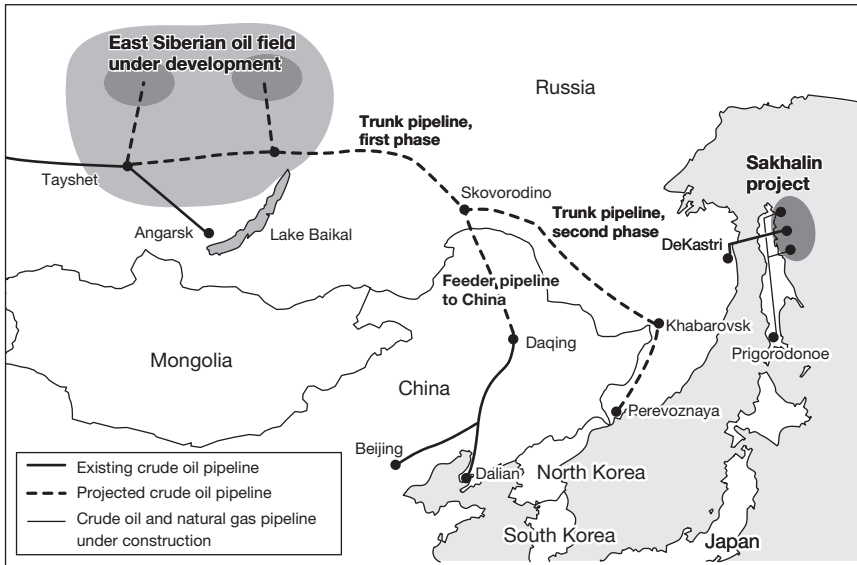 East Siberian oil field
under development
Russia
Trunk pipeline,
first phase
Tayshet
Sakhalin
project
Skovorodino
Angarsk
Lake Baikal
Trunk pipeline,
second phase
DeKastri
Feeder pipeline
to China
Khabarovsk
Daqing
Mongolia
Prigorodonoe
China
Perevoznaya
Beijing
Dalian
North Korea
South Korea
Japan
Existing crude oil pipeline
Projected crude oil pipeline
Crude oil and natural gas pipeline
under construction